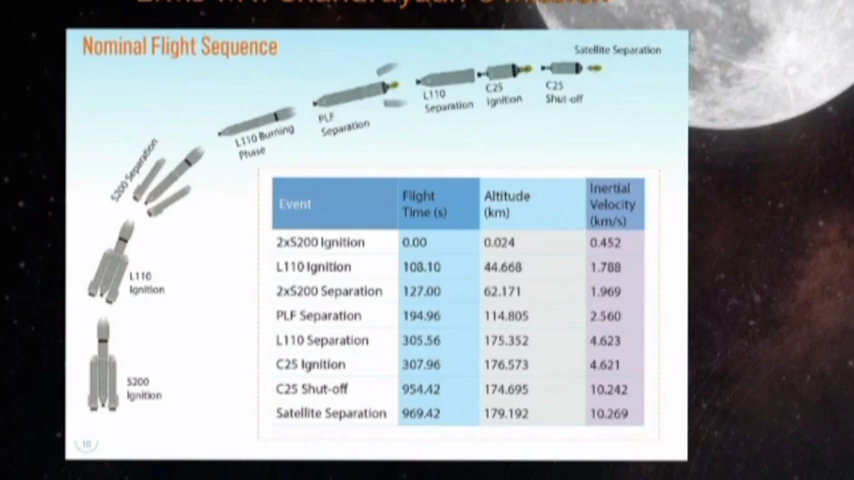 Nominal Flight Sequence
Satellite Separation
C25
Shut-off
C25
Ignition
L110
Separation
PLF
Separation
L110 Burning
Phase
S200 Separation
L110
Ignition
S200
Ignition
Event Flight Time (s) Altitude (km) Inertial Velocity (km/s)
2xS200 Ignition 0.00 0.024 0.452
L110 Ignition 108.10 44.668 1.788
2xS200 Separation 127.00 62.171 1.969
PLF Separation 194.96 114.805 2.560
L110 Separation 305.56 175.352 4.623
C25 Ignition 307.96 176.573 4.621
C25 Shut-off 954.42 174.695 10.242
Satellite Separation 969.42 179.192 10.269
10